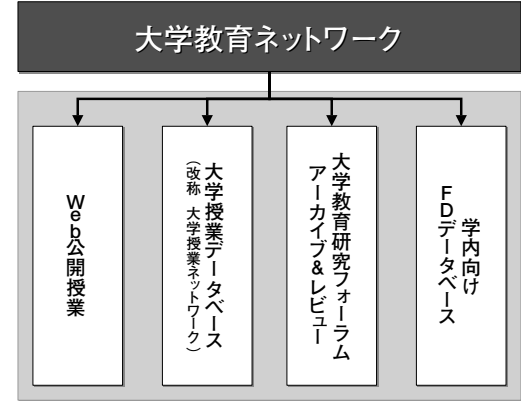 大学教育ネットワーク
Web公開授業
大学授業データベース
（改称 大学授業ネットワーク）
大学教育研究フォーラム
アーカイブ&レビュー
学内向け
FDデータベース